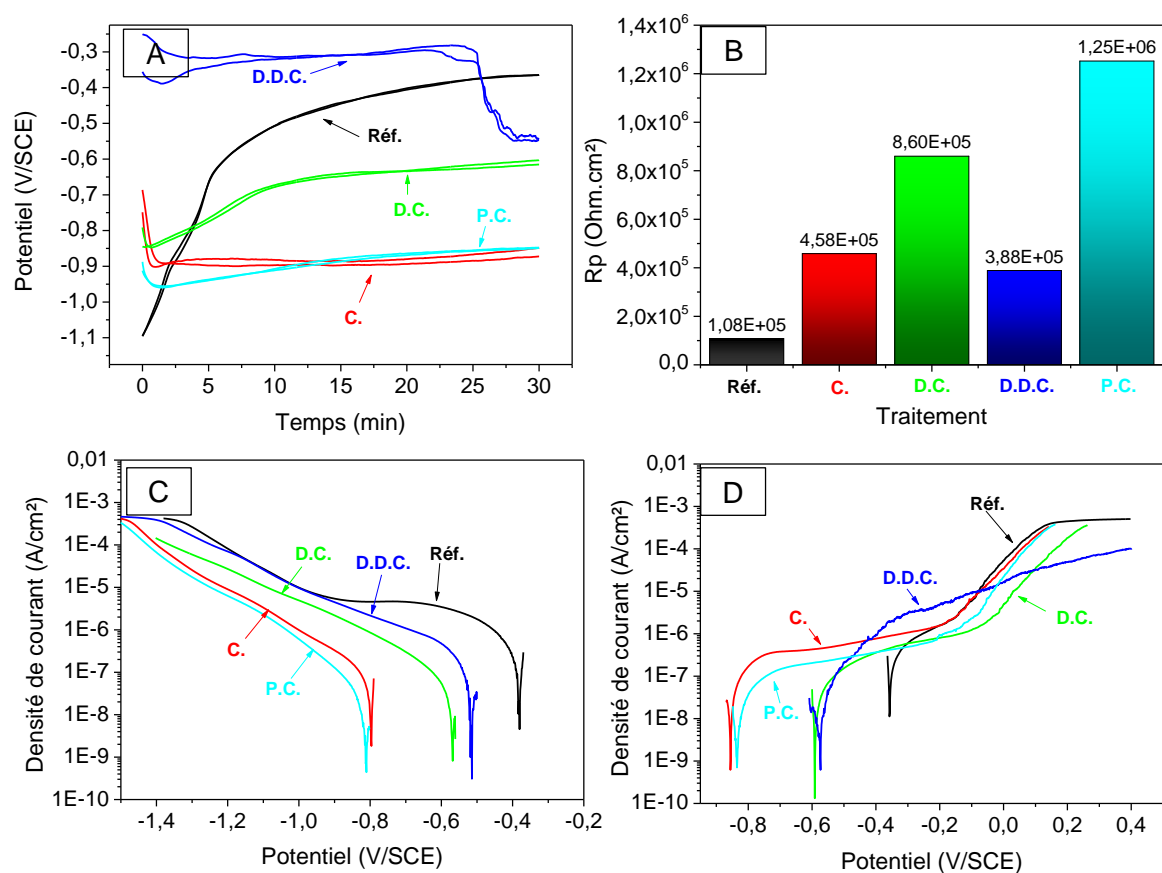 A
Potentiel (V/SCE)
-0,3
-0,4
-0,5
-0,6
-0,7
-0,8
-0,9
-1,0
-1,1
D.D.C.
Réf.
D.C.
P.C.
C.
0 5 10 15 20 25 30
Temps (min)
B
Rp (Ohm.cm²)
1,4x10⁶
1,2x10⁶
1,0x10⁶
8,0x10⁵
6,0x10⁵
4,0x10⁵
2,0x10⁵
0,0
1,08E+05
4,58E+05
8,60E+05
3,88E+05
1,25E+06
Réf. C. D.C. D.D.C. P.C.
Traitement
C
Densité de courant (A/cm²)
0,01
1E-3
1E-4
1E-5
1E-6
1E-7
1E-8
1E-9
1E-10
D.C.
D.D.C.
Réf.
C.
P.C.
-1,4 -1,2 -1,0 -0,8 -0,6 -0,4 -0,2
Potentiel (V/SCE)
D
Densité de courant (A/cm²)
0,01
1E-3
1E-4
1E-5
1E-6
1E-7
1E-8
1E-9
1E-10
Réf.
D.D.C.
C.
D.C.
P.C.
-0,8 -0,6 -0,4 -0,2 0,0 0,2 0,4
Potentiel (V/SCE)